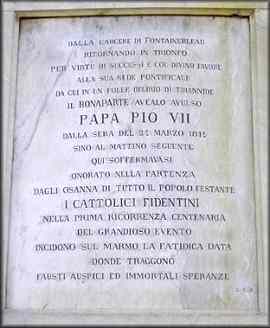 DALLA CARCERE DI FONTAINEBLEAU
RITORNANDO IN TRIONFO
PER VIRTÙ DI SUCCESSI E COL DIVINO FAVORE
ALLA SUA SEDE PONTIFICALE
DA CUI IN UN FOLLE DELIRIO DI TIRANNIDE
IL BONAPARTE AVEALO AVULSO
PAPA PIO VII
DALLA SERA DEL MARZO
SINO AL MATTINO SEGUENTE
QUI SOFFERMAVASI
ONORATO NELLA PARTENZA
DAGLI OSANNA DI TUTTO IL POPOLO FESTANTE
I CATTOLICI FIDENTINI
NELLA PRIMA RICORRENZA CENTENARIA
DEL GRANDIOSO EVENTO
INCIDONO SUL MARMO LA FATIDICA DATA
DONDE TRAGGONO
FAUSTI AUSPICI ED IMMORTALI SPERANZE